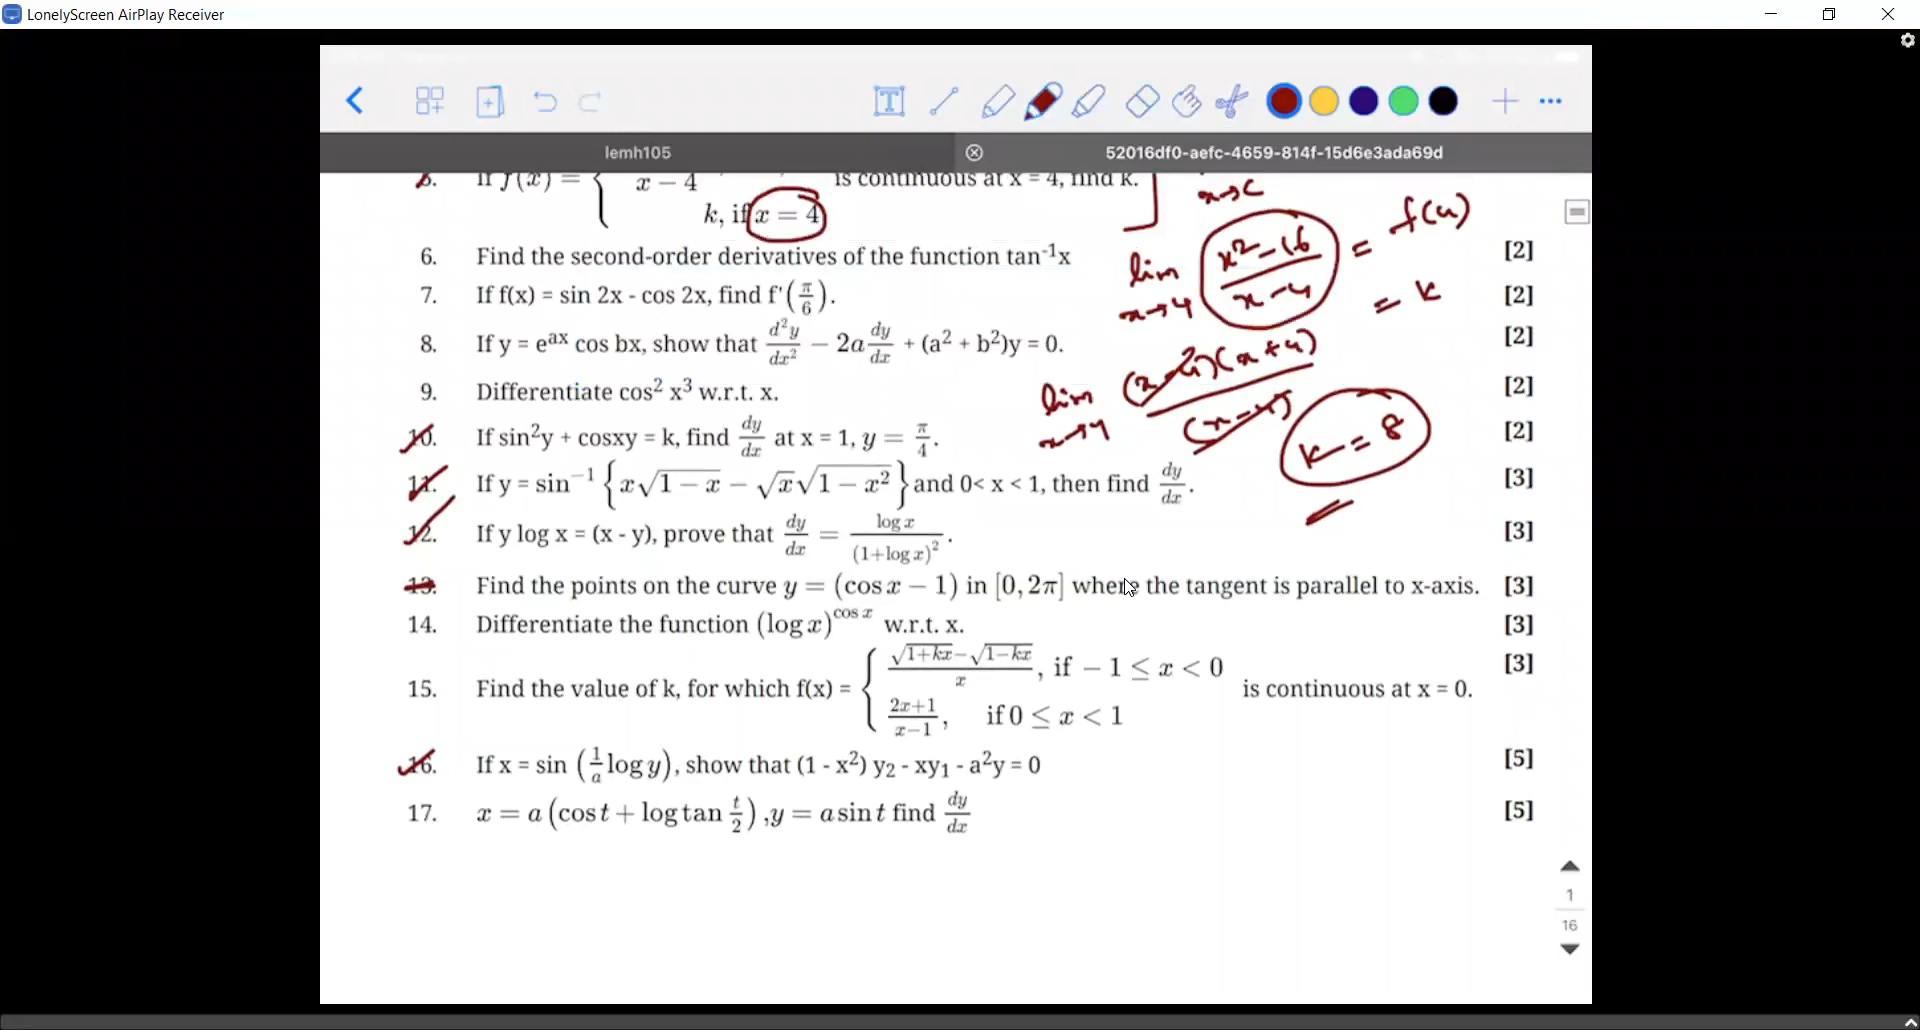 LonelyScreen AirPlay Receiver
lemh105
52016df0-aefc-4659-814f-15d6e3ada69d
5. If f(x) = { x − 4 is continuous at x = 4, find k.
k, if x = 4
x→c
lim x→4 (x²−16)/(x−4) = f(4)
= k
lim x→4 (x−4)(x+4)/(x−4)
k = 8
6. Find the second-order derivatives of the function tan⁻¹x [2]
7. If f(x) = sin 2x - cos 2x, find f'(π/6). [2]
8. If y = e^ax cos bx, show that d²y/dx² − 2a dy/dx + (a² + b²)y = 0. [2]
9. Differentiate cos² x³ w.r.t. x. [2]
10. If sin²y + cosxy = k, find dy/dx at x = 1, y = π/4. [2]
11. If y = sin⁻¹ {x√(1 − x) − √x√(1 − x²)} and 0< x < 1, then find dy/dx. [3]
12. If y log x = (x - y), prove that dy/dx = log x/(1+log x)². [3]
13. Find the points on the curve y = (cos x − 1) in [0, 2π] where the tangent is parallel to x-axis. [3]
14. Differentiate the function (log x)^cos x w.r.t. x. [3]
15. Find the value of k, for which f(x) = { (√(1+kx)−√(1−kx))/x, if − 1 ≤ x < 0 [3]
(2x+1)/(x−1), if 0 ≤ x < 1 is continuous at x = 0.
16. If x = sin (1/a log y), show that (1 - x²) y₂ - xy₁ - a²y = 0 [5]
17. x = a (cos t + log tan t/2) ,y = a sin t find dy/dx [5]
1
16